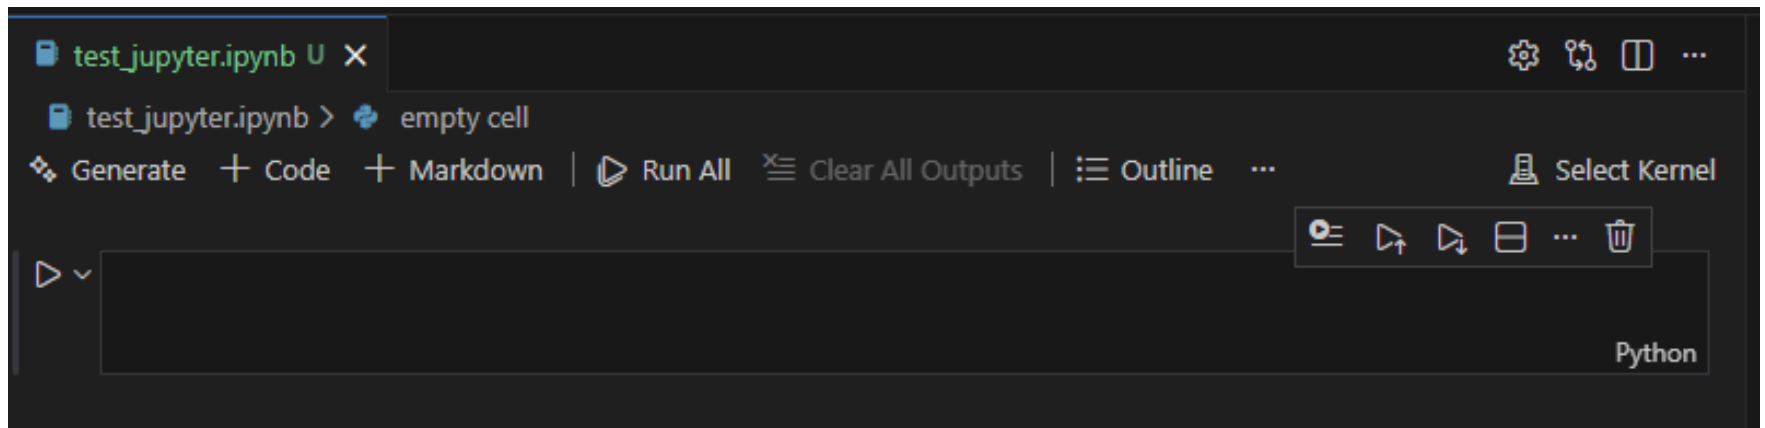 test_jupyter.ipynb U
test_jupyter.ipynb > empty cell
Generate + Code + Markdown | Run All Clear All Outputs | Outline ... Select Kernel
...
Python